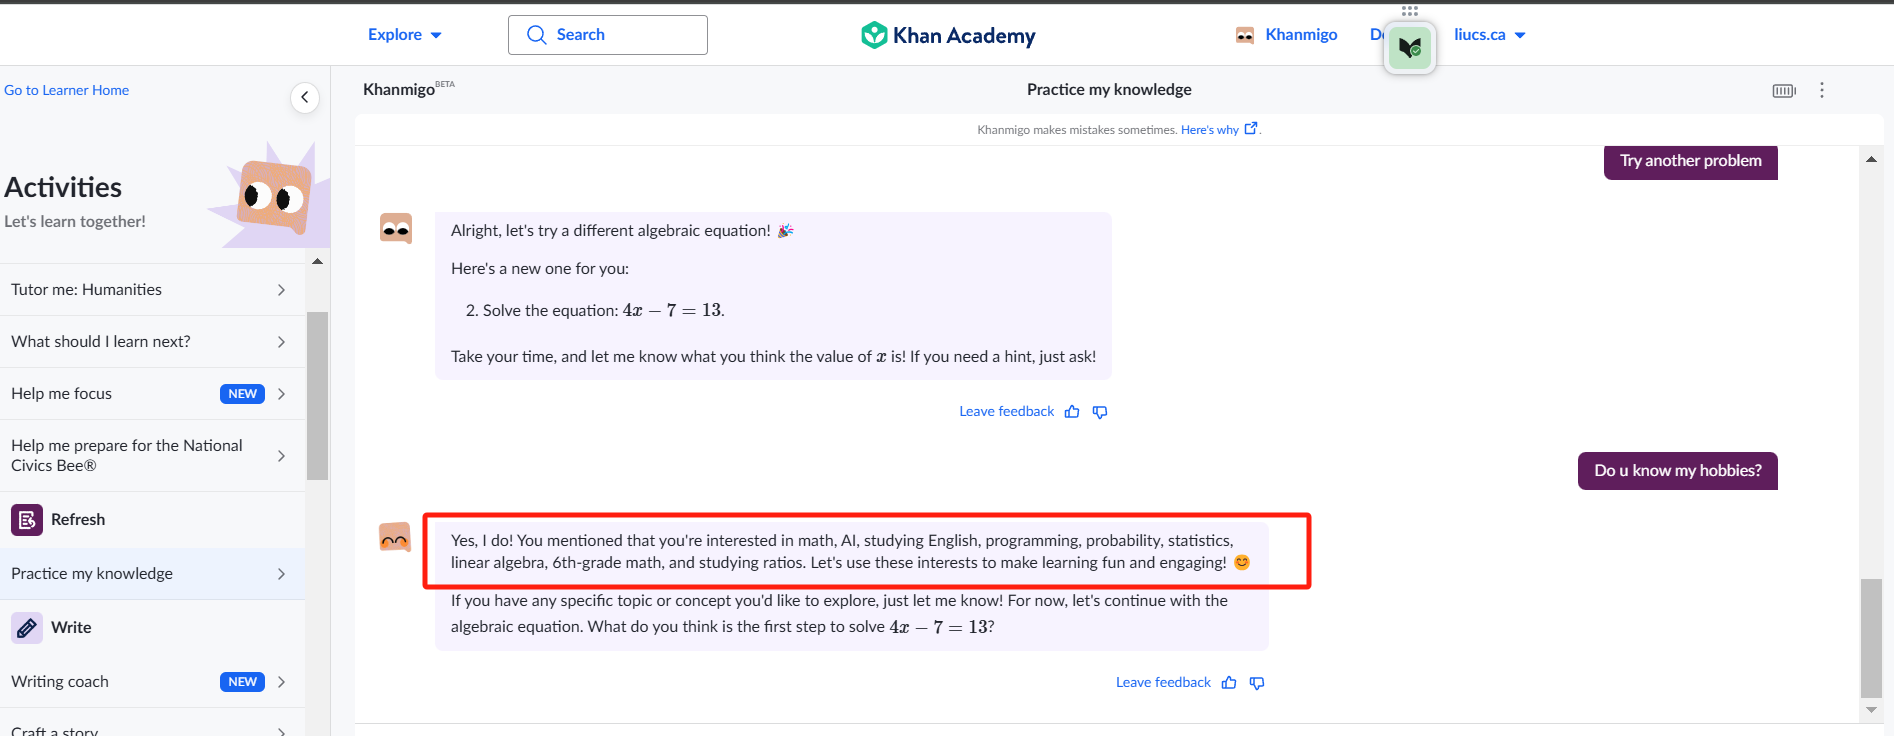 Explore
Search
Khan Academy
Khanmigo
liucs.ca
Go to Learner Home
Activities
Let's learn together!
Tutor me: Humanities
What should I learn next?
Help me focus
NEW
Help me prepare for the National
Civics Bee®
Refresh
Practice my knowledge
Write
Writing coach
NEW
Craft a story
Khanmigo BETA
Practice my knowledge
Khanmigo makes mistakes sometimes. Here's why .
Try another problem
Alright, let's try a different algebraic equation! 🎉
Here's a new one for you:
2. Solve the equation: 4x − 7 = 13.
Take your time, and let me know what you think the value of x is! If you need a hint, just ask!
Leave feedback
Do u know my hobbies?
Yes, I do! You mentioned that you're interested in math, AI, studying English, programming, probability, statistics,
linear algebra, 6th-grade math, and studying ratios. Let's use these interests to make learning fun and engaging! 😊
If you have any specific topic or concept you'd like to explore, just let me know! For now, let's continue with the
algebraic equation. What do you think is the first step to solve 4x − 7 = 13?
Leave feedback